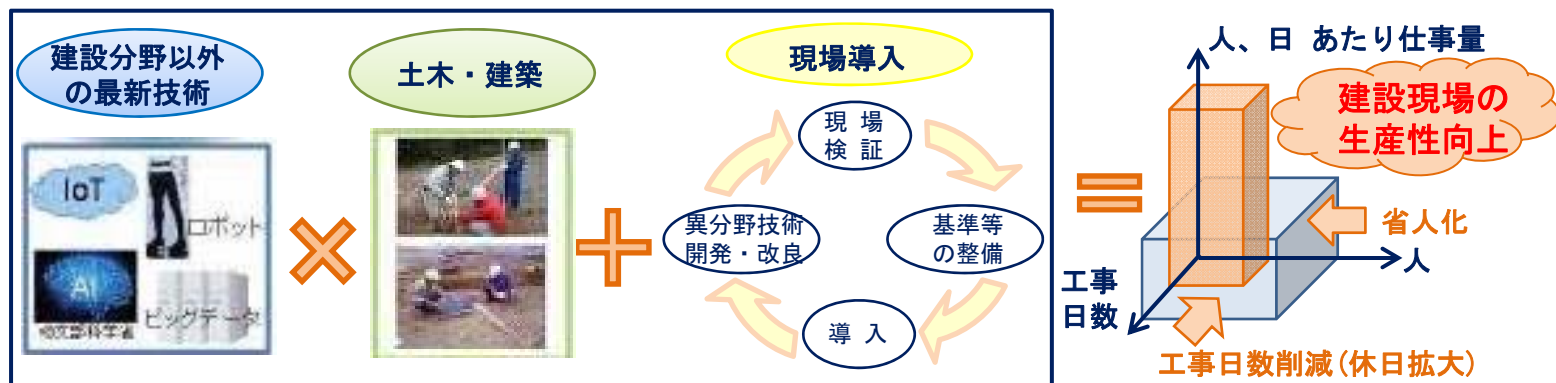 建設分野以外
の最新技術
IoT
ロボット
AI
ビッグデータ
土木・建築
現場導入
現 場
検 証
異分野技術
開発・改良
基準等
の整備
導 入
人、日 あたり仕事量
建設現場の
生産性向上
省人化
人
工事
日数
工事日数削減(休日拡大)